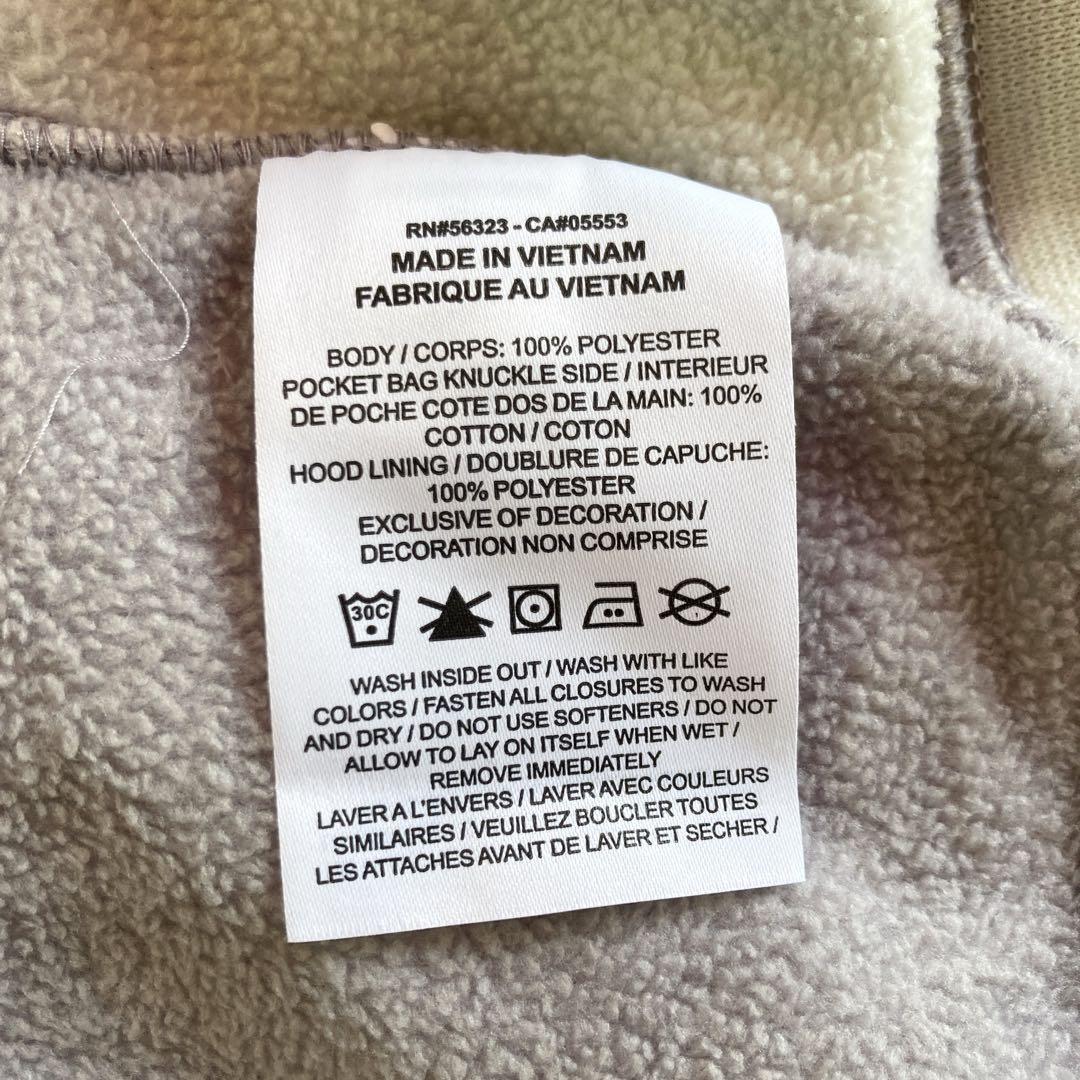 RN#56323 - CA#05553
MADE IN VIETNAM
FABRIQUE AU VIETNAM
BODY / CORPS: 100% POLYESTER
POCKET BAG KNUCKLE SIDE / INTERIEUR
DE POCHE COTE DOS DE LA MAIN: 100%
COTTON / COTON
HOOD LINING / DOUBLURE DE CAPUCHE:
100% POLYESTER
EXCLUSIVE OF DECORATION /
DECORATION NON COMPRISE
30C
WASH INSIDE OUT / WASH WITH LIKE
COLORS / FASTEN ALL CLOSURES TO WASH
AND DRY / DO NOT USE SOFTENERS / DO NOT
ALLOW TO LAY ON ITSELF WHEN WET /
REMOVE IMMEDIATELY
LAVER A L'ENVERS / LAVER AVEC COULEURS
SIMILAIRES / VEUILLEZ BOUCLER TOUTES
LES ATTACHES AVANT DE LAVER ET SECHER /